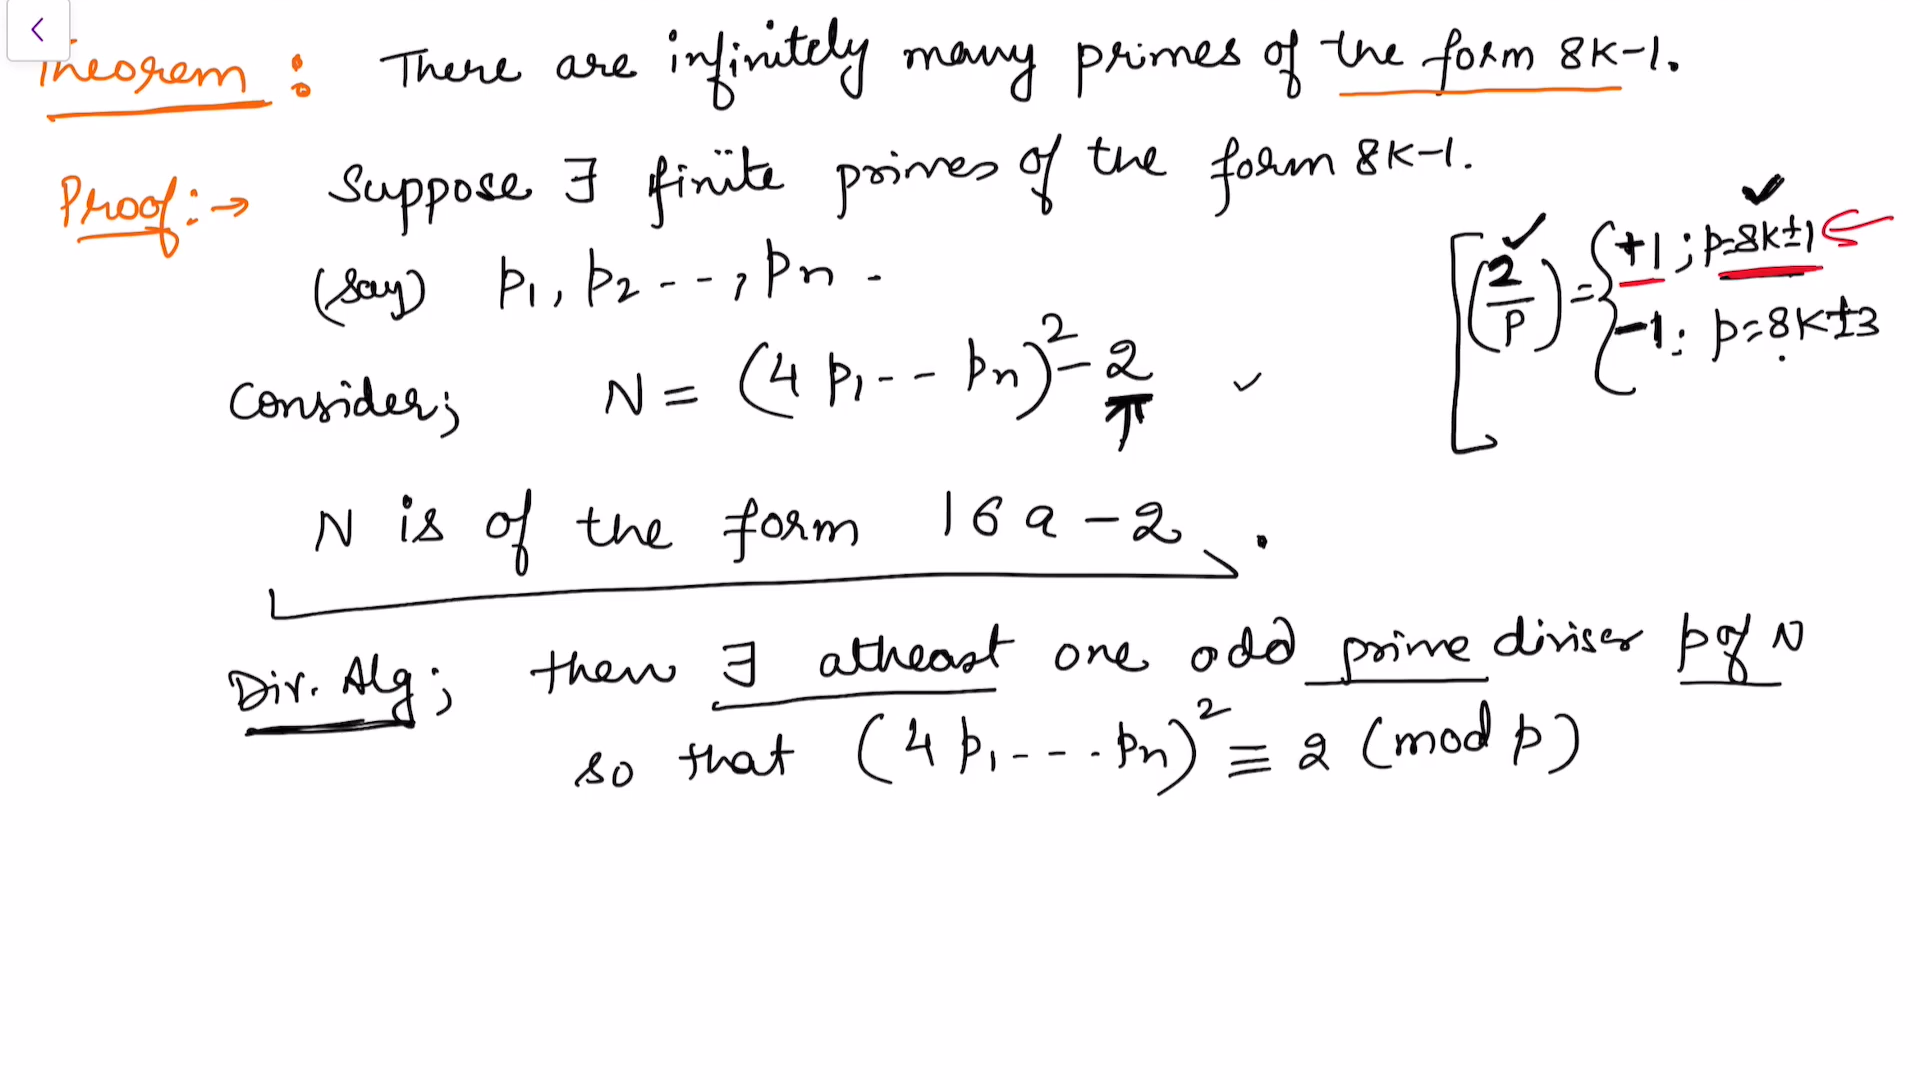 Theorem : There are infinitely many primes of the form 8K-1.
Proof :→ Suppose ∃ finite primes of the form 8K-1.
(say) p₁, p₂ - - -, pₙ .
[(2/p) = { +1 ; p=8K±1
-1 ; p=8K±3
Consider; N = (4 p₁ - - pₙ)² - 2
N is of the form 16a - 2 .
Div. Alg ; then ∃ atheast one odd prime diviser p of N
so that (4 p₁ - - - - pₙ)² ≡ 2 (mod p)